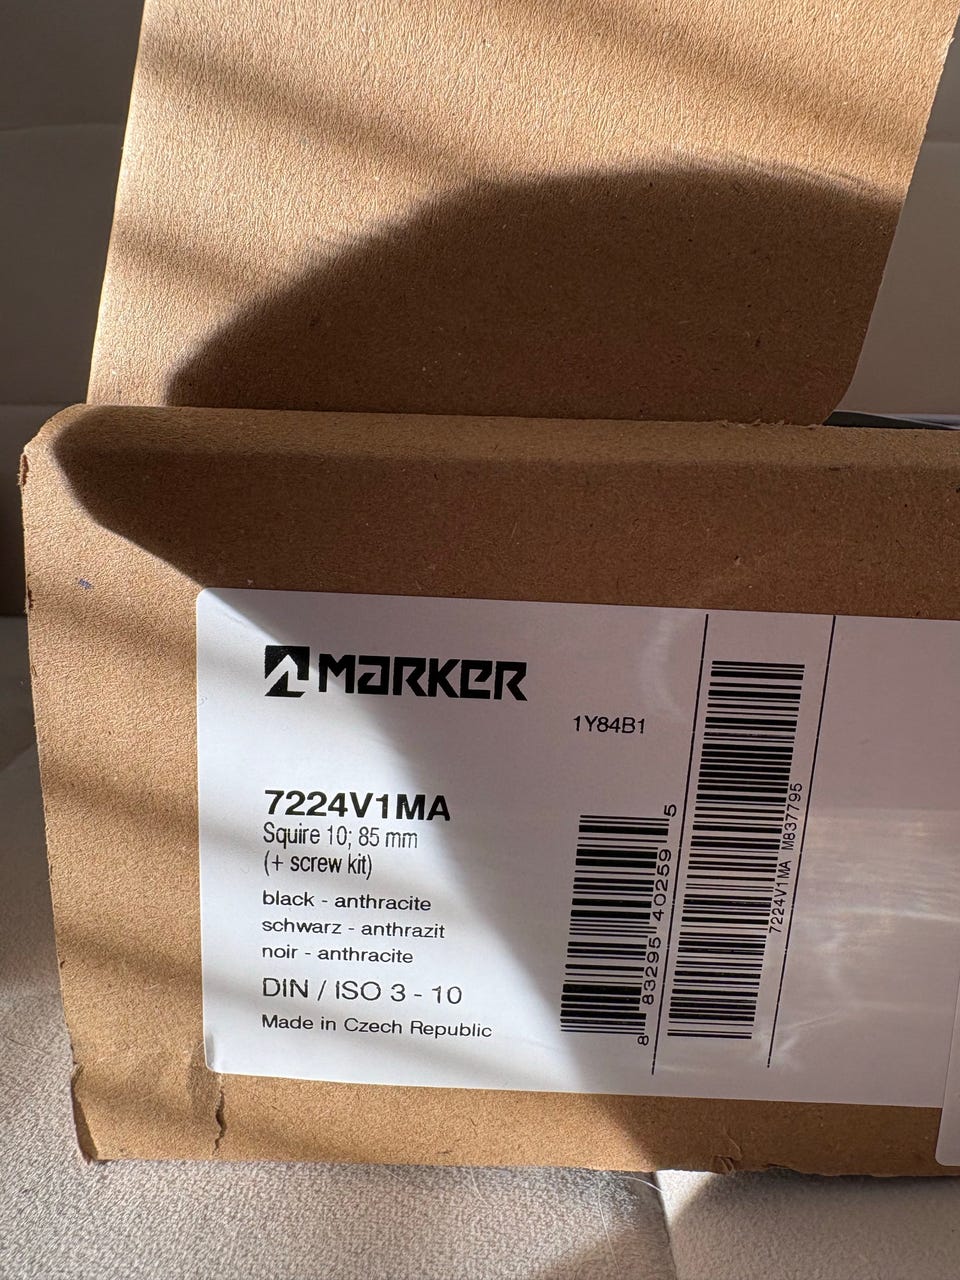 MARKER
1Y84B1
7224V1MA
Squire 10; 85 mm
(+ screw kit)
black - anthracite
schwarz - anthrazit
noir - anthracite
DIN / ISO 3 - 10
Made in Czech Republic
8 83295 40259 5
7224V1MA M837795